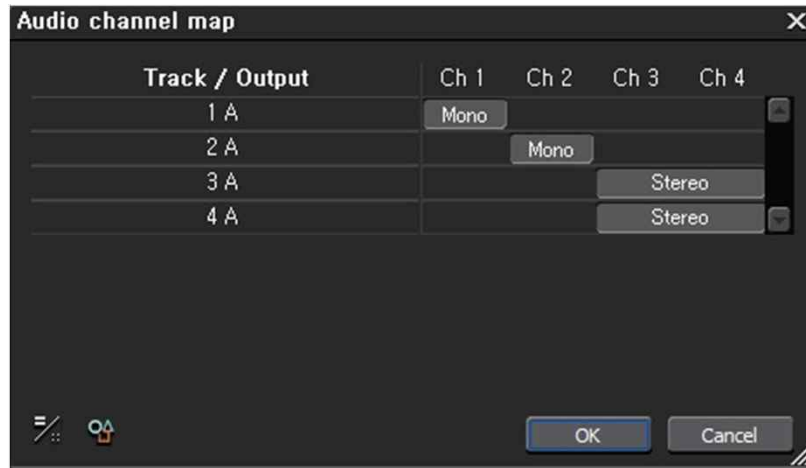 Audio channel map X
Track / Output Ch 1 Ch 2 Ch 3 Ch 4
1 A Mono
2 A Mono
3 A Stereo
4 A Stereo
OK Cancel